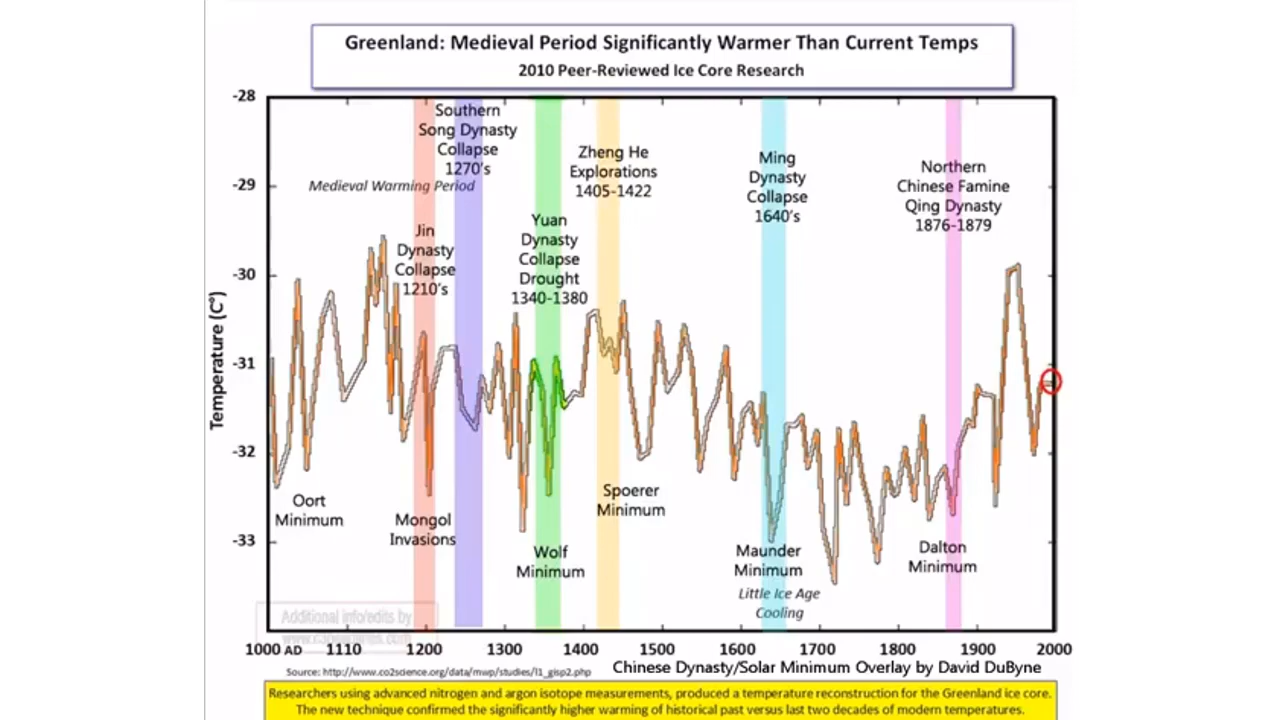 Greenland: Medieval Period Significantly Warmer Than Current Temps
2010 Peer-Reviewed Ice Core Research
Temperature (C°)
-28
-29
-30
-31
-32
-33
Southern
Song Dynasty
Collapse
1270's
Medieval Warming Period
Jin
Dynasty
Collapse
1210's
Yuan
Dynasty
Collapse
Drought
1340-1380
Zheng He
Explorations
1405-1422
Ming
Dynasty
Collapse
1640's
Northern
Chinese Famine
Qing Dynasty
1876-1879
Oort
Minimum
Mongol
Invasions
Wolf
Minimum
Spoerer
Minimum
Maunder
Minimum
Little Ice Age
Cooling
Dalton
Minimum
Additional info/edits by
1000 AD 1110 1200 1300 1400 1500 1600 1700 1800 1900 2000
Source: http://www.co2science.org/data/mwp/studies/l1_gisp2.php
Chinese Dynasty/Solar Minimum Overlay by David DuByne
Researchers using advanced nitrogen and argon isotope measurements, produced a temperature reconstruction for the Greenland ice core.
The new technique confirmed the significantly higher warming of historical past versus last two decades of modern temperatures.